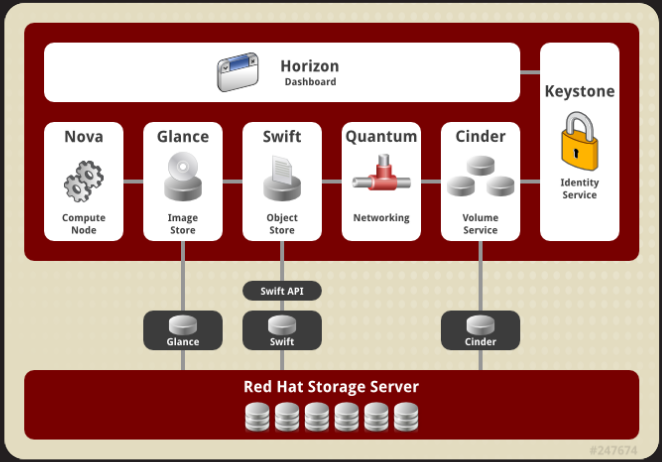 Horizon
Dashboard
Keystone
Identity
Service
Nova
Compute
Node
Glance
Image
Store
Swift
Object
Store
Quantum
Networking
Cinder
Volume
Service
Swift API
Glance
Swift
Cinder
Red Hat Storage Server
#247674